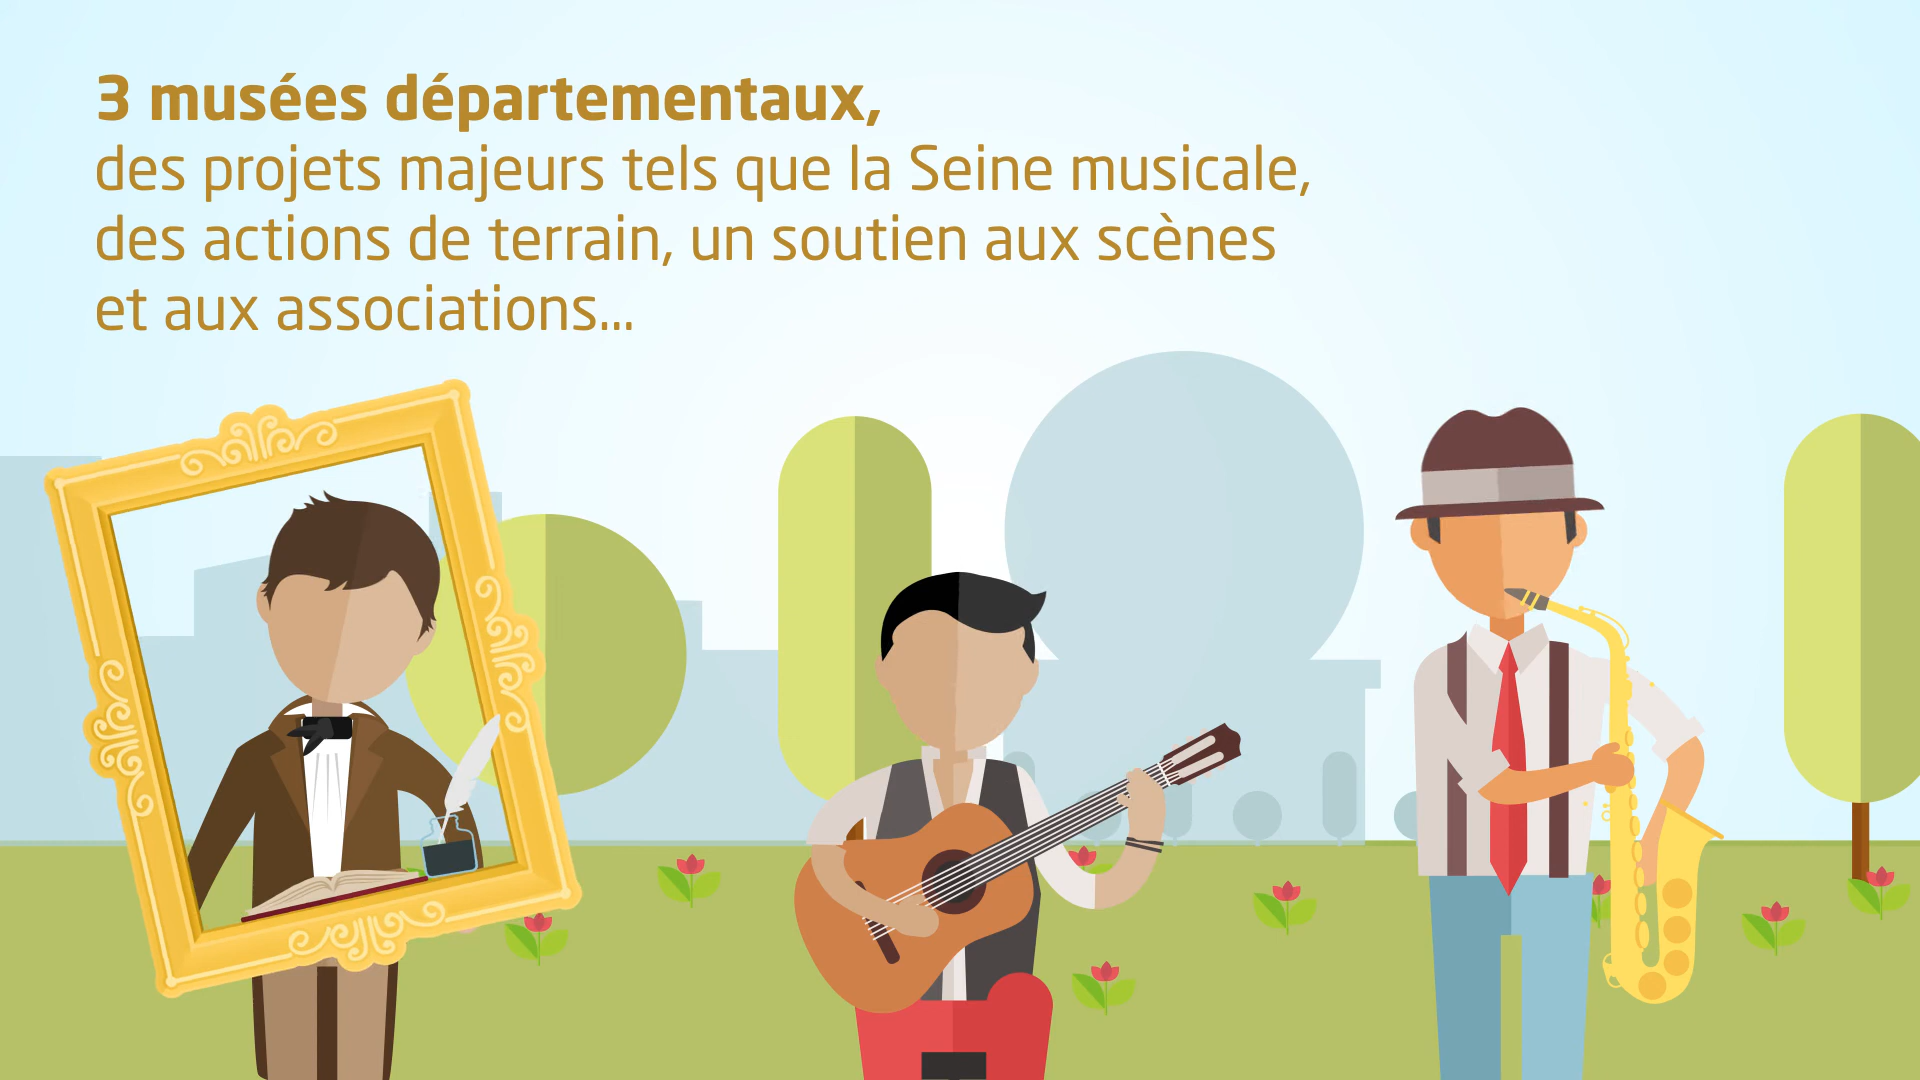 3 musées départementaux,
des projets majeurs tels que la Seine musicale,
des actions de terrain, un soutien aux scènes
et aux associations...